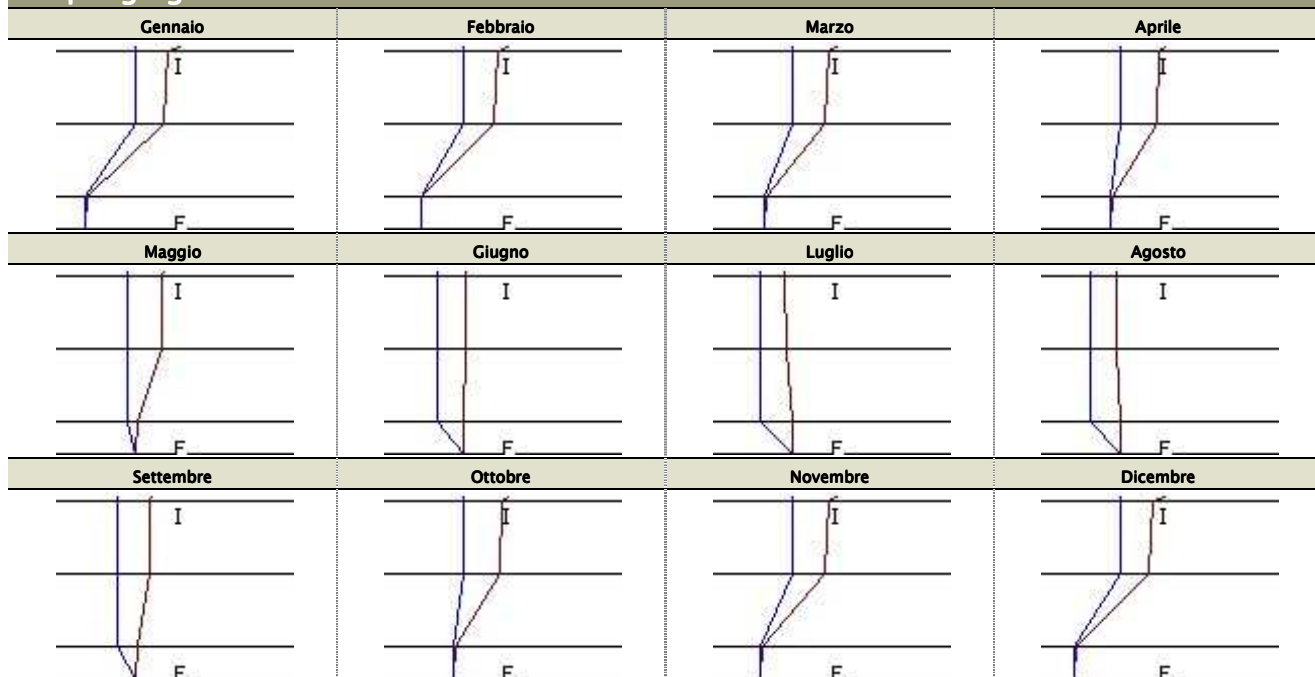 Gennaio Febbraio Marzo Aprile
I I I I
E E E E
Maggio Giugno Luglio Agosto
I I I I
E E E E
Settembre Ottobre Novembre Dicembre
I I I I